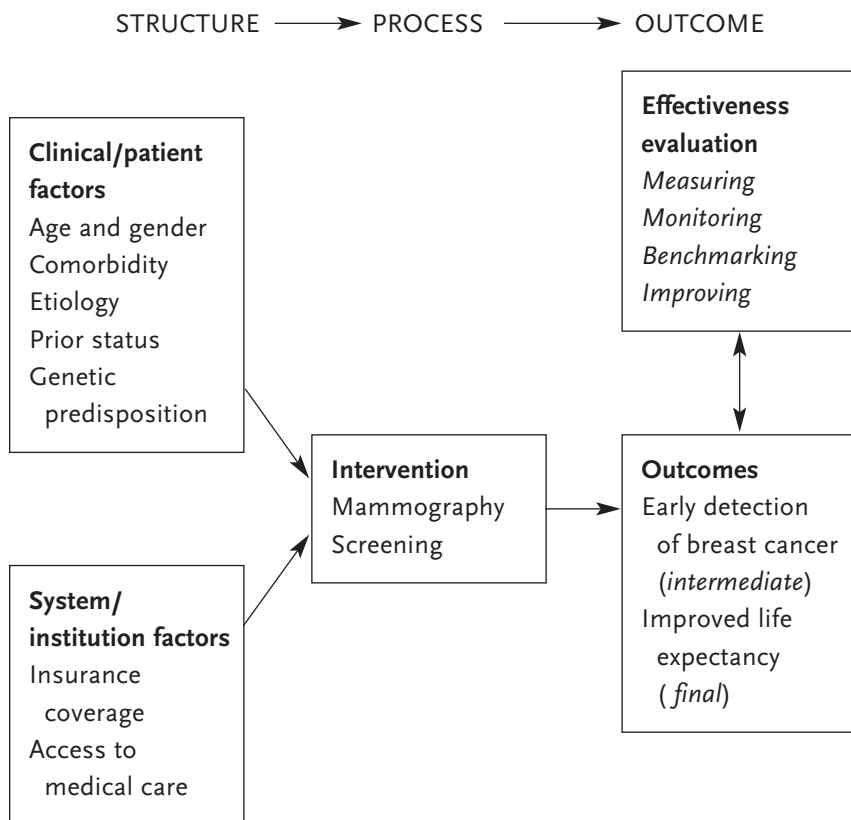 STRUCTURE PROCESS OUTCOME
Clinical/patient
factors
Age and gender
Comorbidity
Etiology
Prior status
Genetic
predisposition
System/
institution factors
Insurance
coverage
Access to
medical care
Intervention
Mammography
Screening
Effectiveness
evaluation
Measuring
Monitoring
Benchmarking
Improving
Outcomes
Early detection
of breast cancer
(intermediate)
Improved life
expectancy
( final)